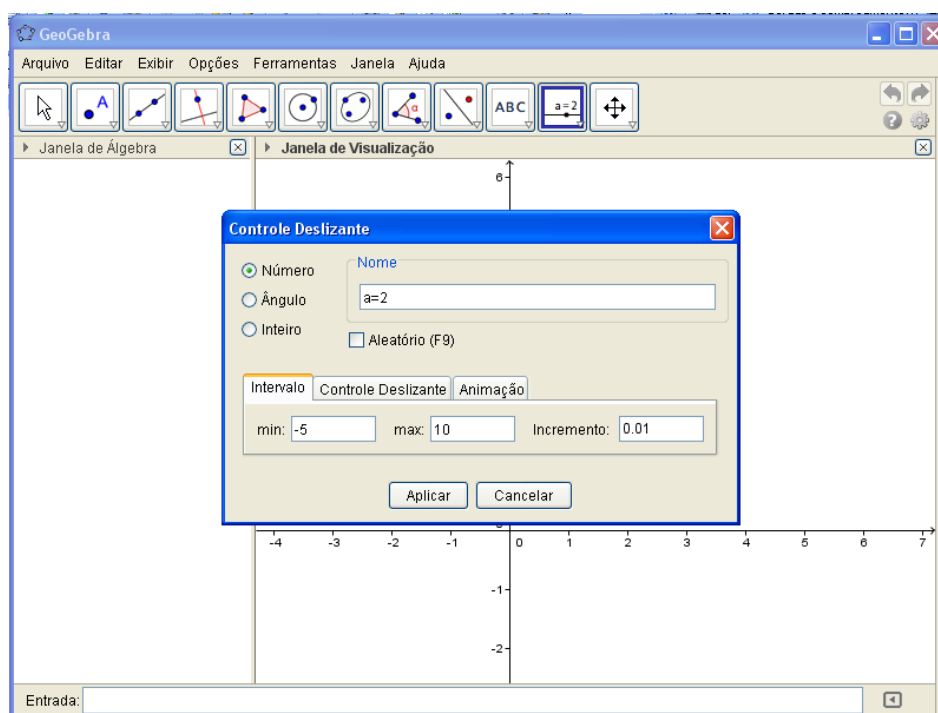 GeoGebra
Arquivo Editar Exibir Opções Ferramentas Janela Ajuda
A α ABC a=2
Janela de Álgebra Janela de Visualização
6
Controle Deslizante
Número Nome
Ângulo a=2
Inteiro Aleatório (F9)
Intervalo Controle Deslizante Animação
min: -5 max: 10 Incremento: 0.01
Aplicar Cancelar
-4 -3 -2 -1 0 1 2 3 4 5 6 7
-1
-2
Entrada: